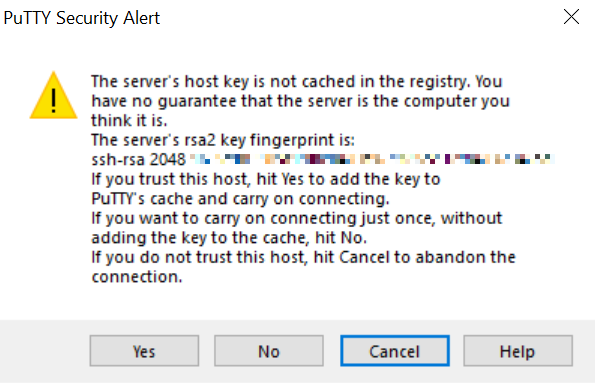 PuTTY Security Alert
The server's host key is not cached in the registry. You
have no guarantee that the server is the computer you
think it is.
The server's rsa2 key fingerprint is:
ssh-rsa 2048
If you trust this host, hit Yes to add the key to
PuTTY's cache and carry on connecting.
If you want to carry on connecting just once, without
adding the key to the cache, hit No.
If you do not trust this host, hit Cancel to abandon the
connection.
Yes
No
Cancel
Help